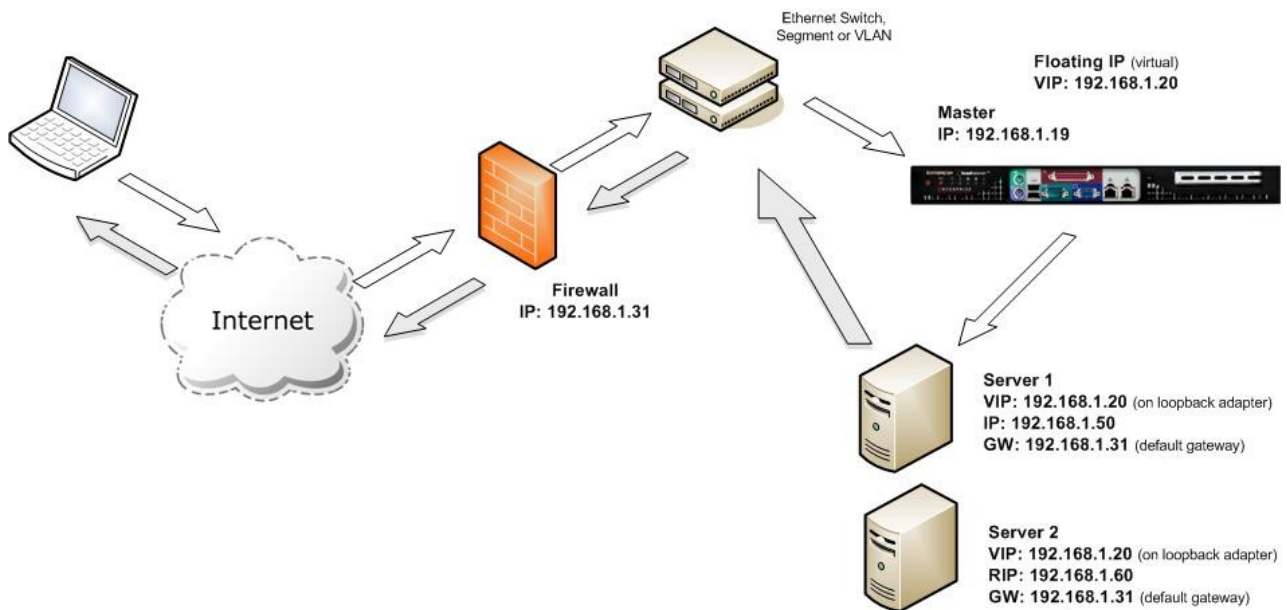 Ethernet Switch,
Segment or VLAN
Floating IP (virtual)
VIP: 192.168.1.20
Master
IP: 192.168.1.19
Firewall
IP: 192.168.1.31
Internet
Server 1
VIP: 192.168.1.20 (on loopback adapter)
IP: 192.168.1.50
GW: 192.168.1.31 (default gateway)
Server 2
VIP: 192.168.1.20 (on loopback adapter)
RIP: 192.168.1.60
GW: 192.168.1.31 (default gateway)